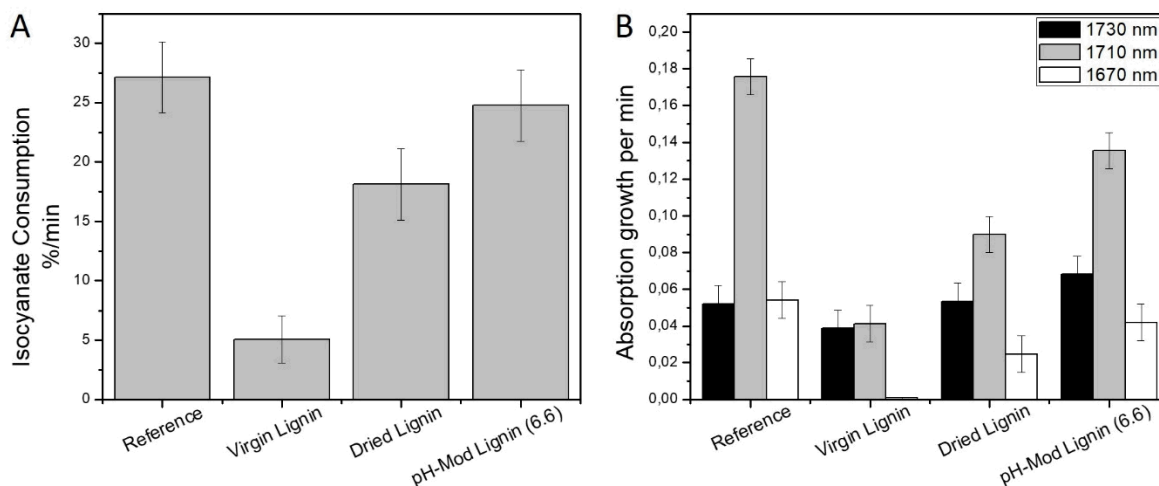 A
Isocyanate Consumption
%/min
30
25
20
15
10
5
0
Reference
Virgin Lignin
Dried Lignin
pH-Mod Lignin (6.6)
B
Absorption growth per min
0,20
0,18
0,16
0,14
0,12
0,10
0,08
0,06
0,04
0,02
0,00
1730 nm
1710 nm
1670 nm
Reference
Virgin Lignin
Dried Lignin
pH-Mod Lignin (6.6)